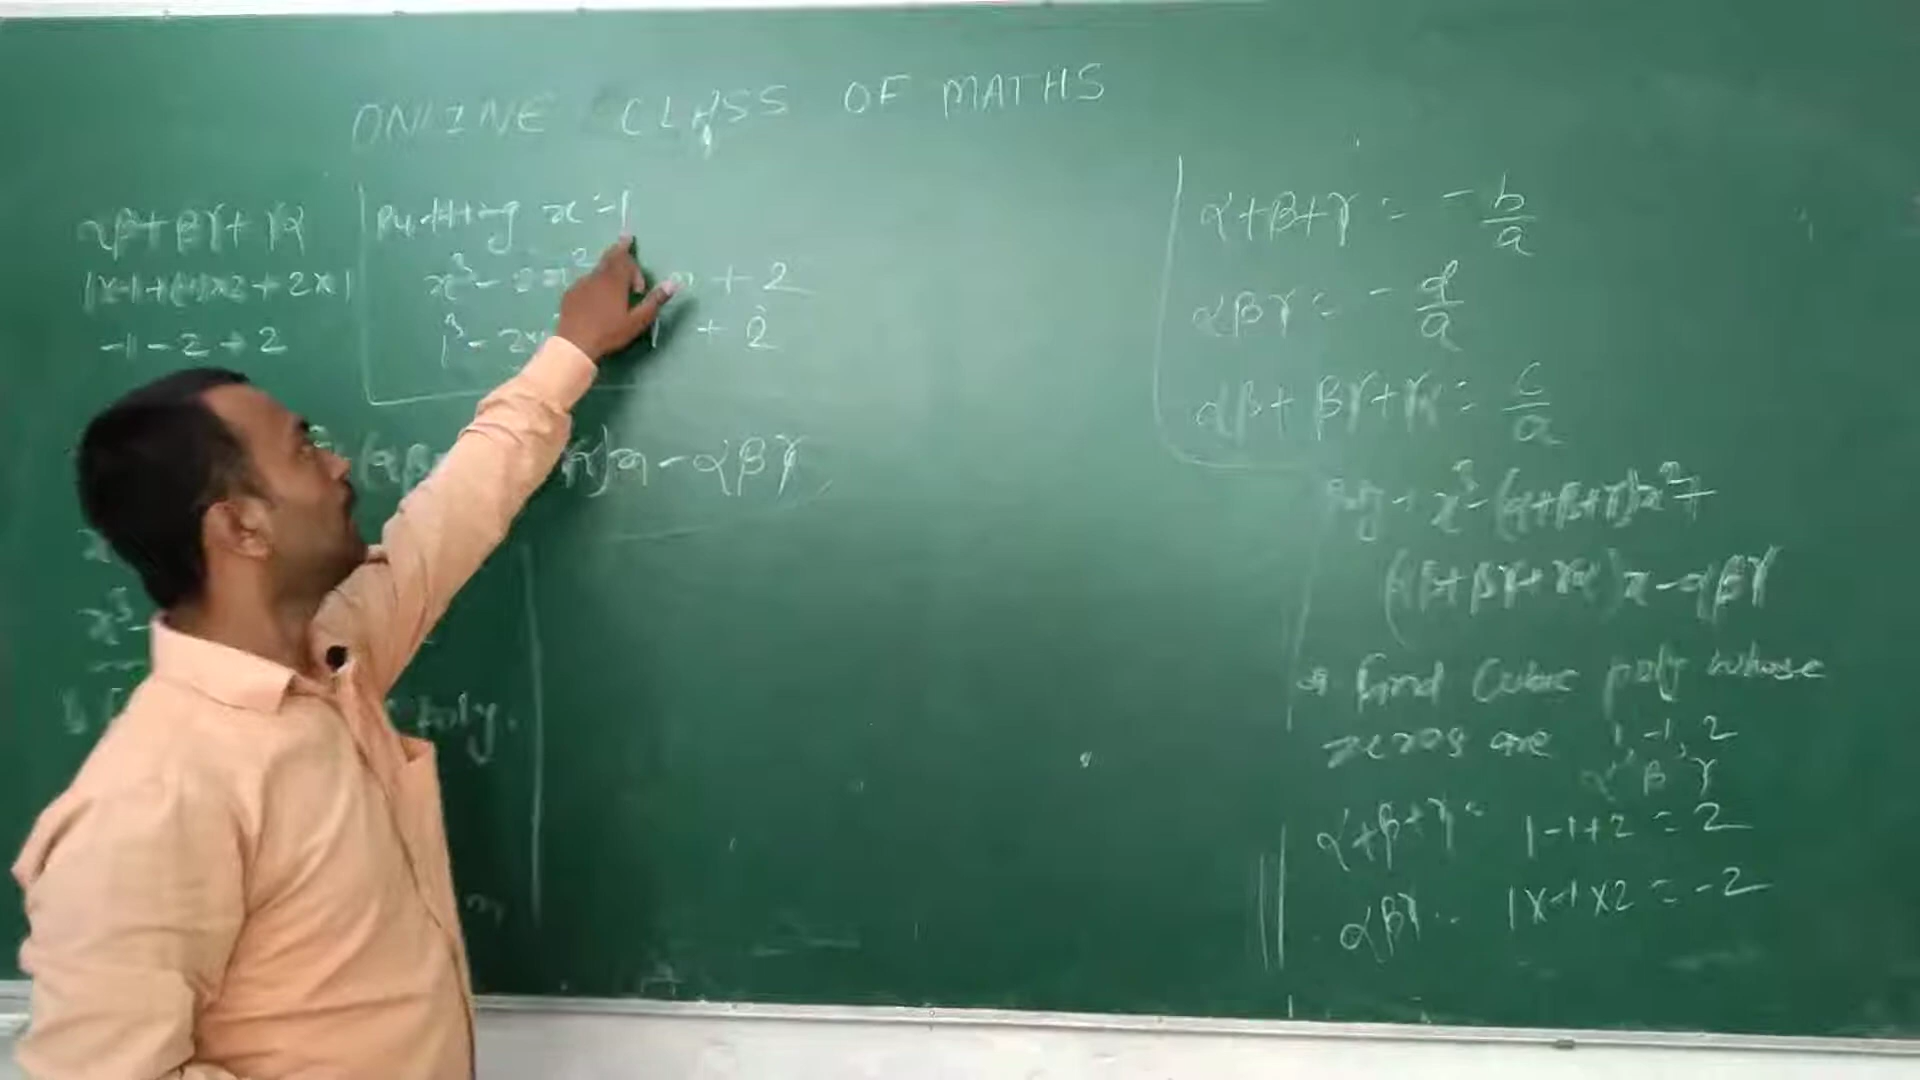 ONLINE CLASS OF MATHS
αβ+βγ+γα
1x-1+(-1)x2+2x1
-1-2+2
Putting x=1
x³-2x² x+2
1³-2x 1 +2
(αβ α)x-αβγ
x³-
poly.
α+β+γ = -b/a
αβγ = -d/a
αβ+βγ+γα = c/a
Poly = x³-(α+β+γ)x²+
(αβ+βγ+γα)x-αβγ
Find Cubic poly whose
zeros are 1,-1,2
α β γ
α+β+γ = 1-1+2 = 2
αβγ = 1x-1x2 = -2